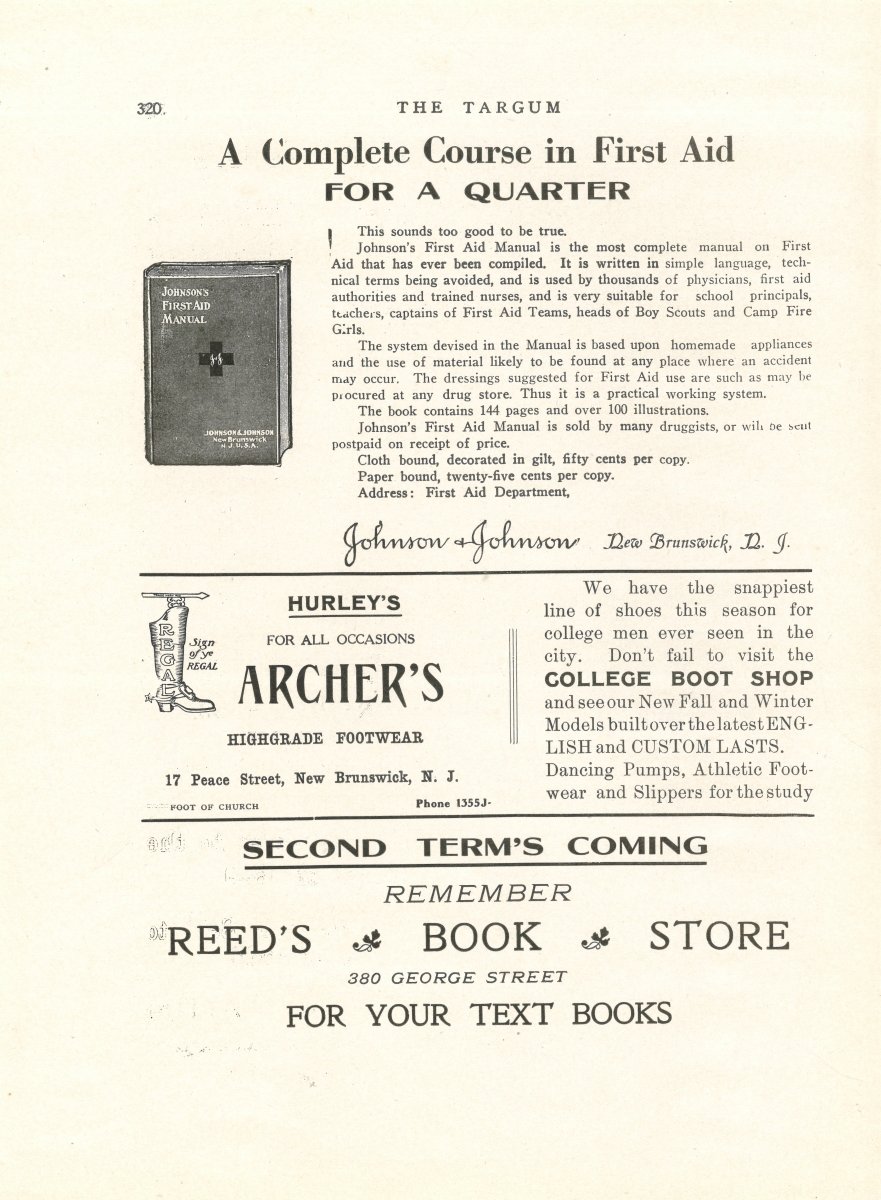 320.
THE TARGUM
A Complete Course in First Aid
FOR A QUARTER
JOHNSON'S
FIRST AID
MANUAL
J&J
JOHNSON & JOHNSON
New Brunswick
N.J. U.S.A.
This sounds too good to be true.
Johnson's First Aid Manual is the most complete manual on First
Aid that has ever been compiled. It is written in simple language, tech-
nical terms being avoided, and is used by thousands of physicians, first aid
authorities and trained nurses, and is very suitable for school principals,
teachers, captains of First Aid Teams, heads of Boy Scouts and Camp Fire
Girls.
The system devised in the Manual is based upon homemade appliances
and the use of material likely to be found at any place where an accident
may occur. The dressings suggested for First Aid use are such as may be
procured at any drug store. Thus it is a practical working system.
The book contains 144 pages and over 100 illustrations.
Johnson's First Aid Manual is sold by many druggists, or will be sent
postpaid on receipt of price.
Cloth bound, decorated in gilt, fifty cents per copy.
Paper bound, twenty-five cents per copy.
Address: First Aid Department,
Johnson & Johnson New Brunswick, N. J.
REGAL
Sign
of ye
REGAL
HURLEY'S
FOR ALL OCCASIONS
ARCHER'S
HIGHGRADE FOOTWEAR
17 Peace Street, New Brunswick, N. J.
FOOT OF CHURCH
Phone 1355J-
We have the snappiest
line of shoes this season for
college men ever seen in the
city. Don't fail to visit the
COLLEGE BOOT SHOP
and see our New Fall and Winter
Models built over the latest ENG-
LISH and CUSTOM LASTS.
Dancing Pumps, Athletic Foot-
wear and Slippers for the study
SECOND TERM'S COMING
REMEMBER
REED'S BOOK STORE
380 GEORGE STREET
FOR YOUR TEXT BOOKS